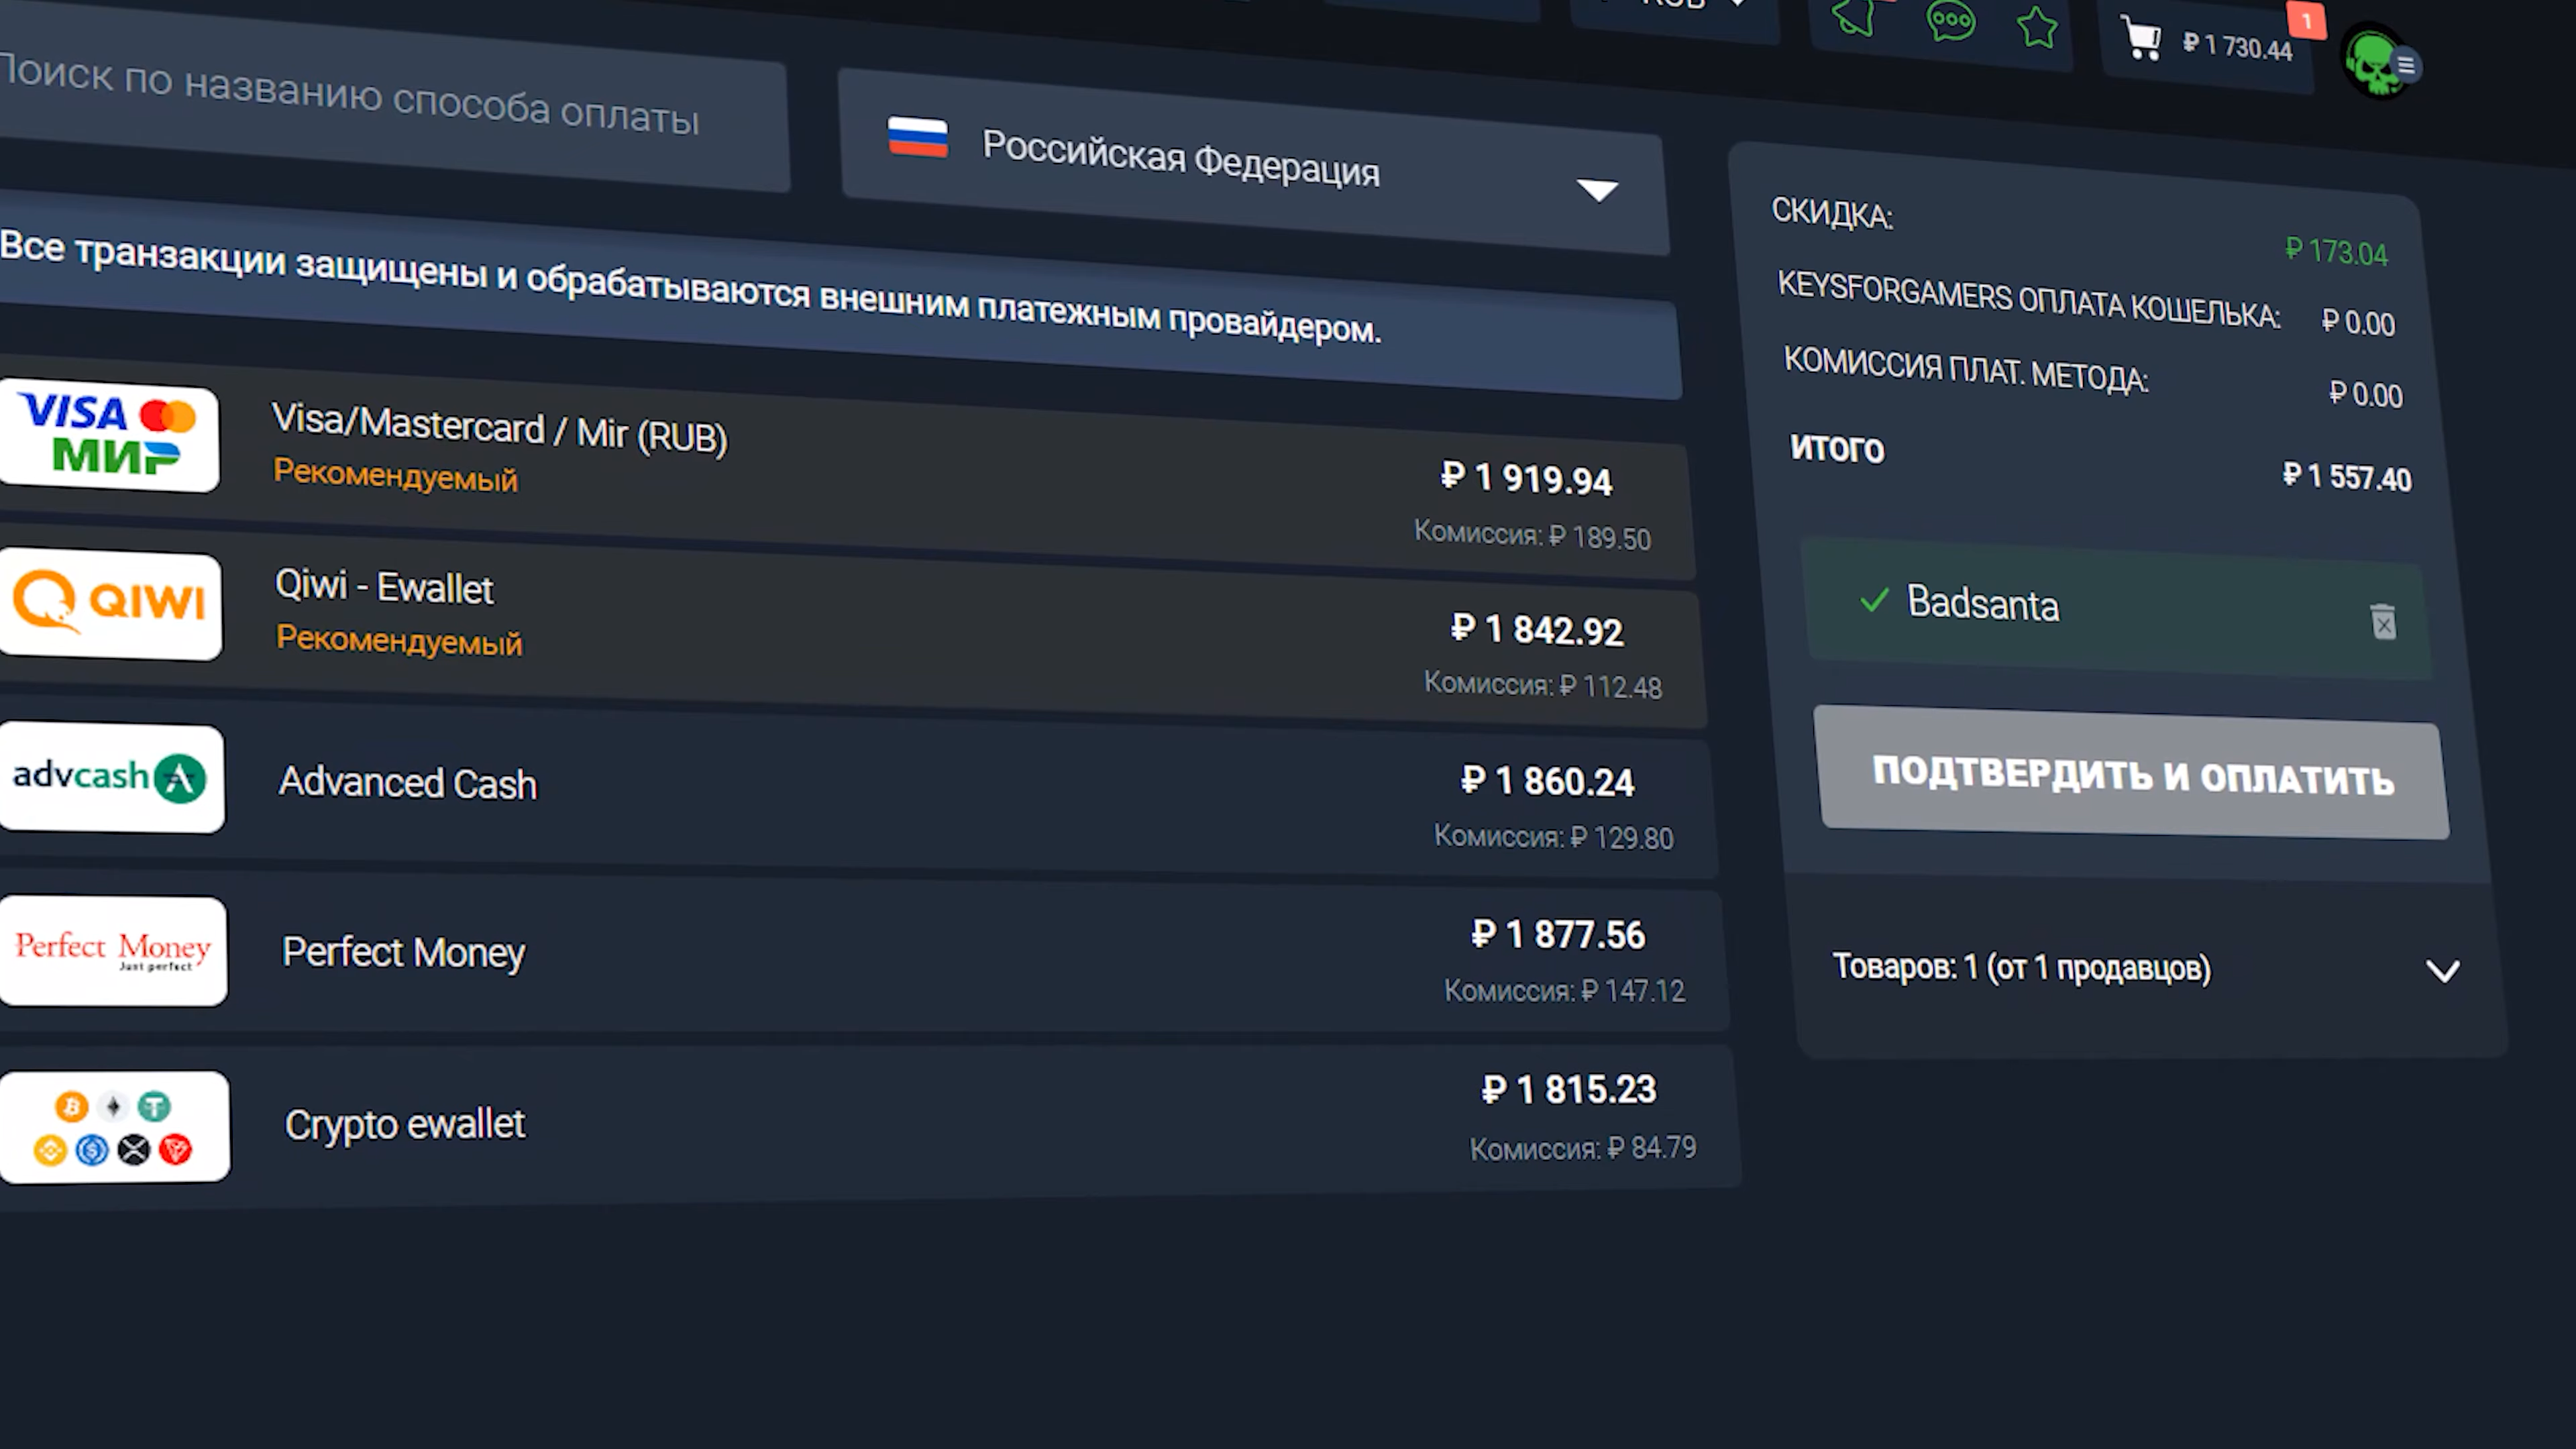 RUB
1
₽ 1 730.44
Поиск по названию способа оплаты
Российская Федерация
Все транзакции защищены и обрабатываются внешним платежным провайдером.
VISA
МИР
Visa/Mastercard / Mir (RUB)
Рекомендуемый
₽ 1 919.94
Комиссия: ₽ 189.50
QIWI
Qiwi - Ewallet
Рекомендуемый
₽ 1 842.92
Комиссия: ₽ 112.48
advcash
Advanced Cash
₽ 1 860.24
Комиссия: ₽ 129.80
Perfect Money
Just perfect
Perfect Money
₽ 1 877.56
Комиссия: ₽ 147.12
Crypto ewallet
₽ 1 815.23
Комиссия: ₽ 84.79
СКИДКА:
₽ 173.04
KEYSFORGAMERS ОПЛАТА КОШЕЛЬКА:
₽ 0.00
КОМИССИЯ ПЛАТ. МЕТОДА:
₽ 0.00
ИТОГО
₽ 1 557.40
Badsanta
ПОДТВЕРДИТЬ И ОПЛАТИТЬ
Товаров: 1 (от 1 продавцов)